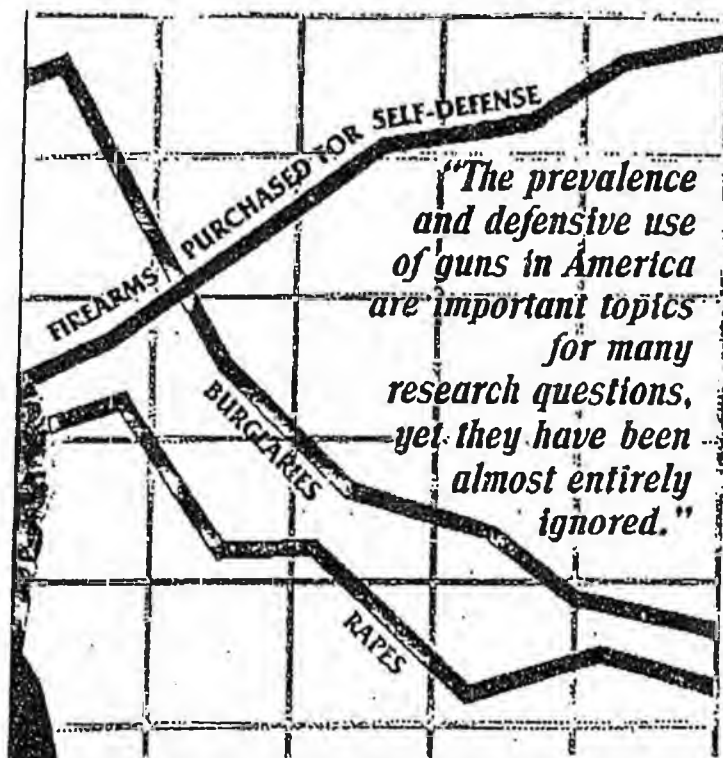 FIREARMS PURCHASED FOR SELF-DEFENSE
"The prevalence
and defensive use
of guns in America
are important topics
for many
research questions,
yet they have been
almost entirely
ignored."
BURGLARIES
RAPES